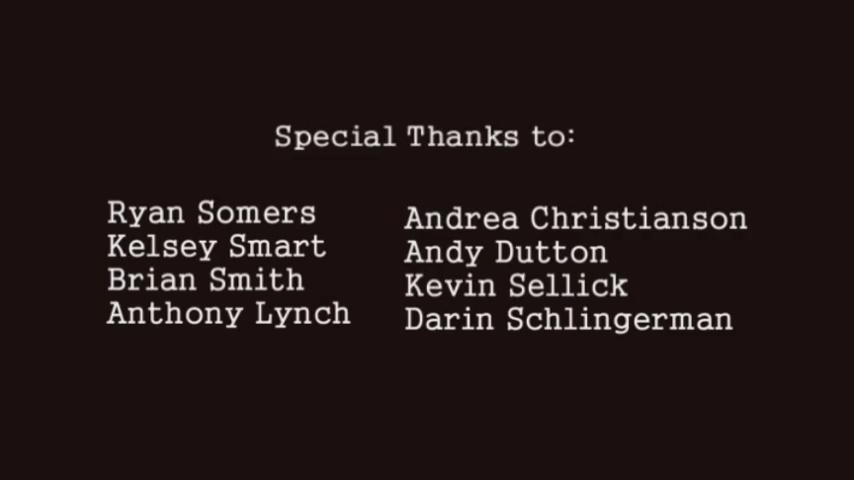 Special Thanks to:
Ryan Somers
Kelsey Smart
Brian Smith
Anthony Lynch
Andrea Christianson
Andy Dutton
Kevin Sellick
Darin Schlingerman